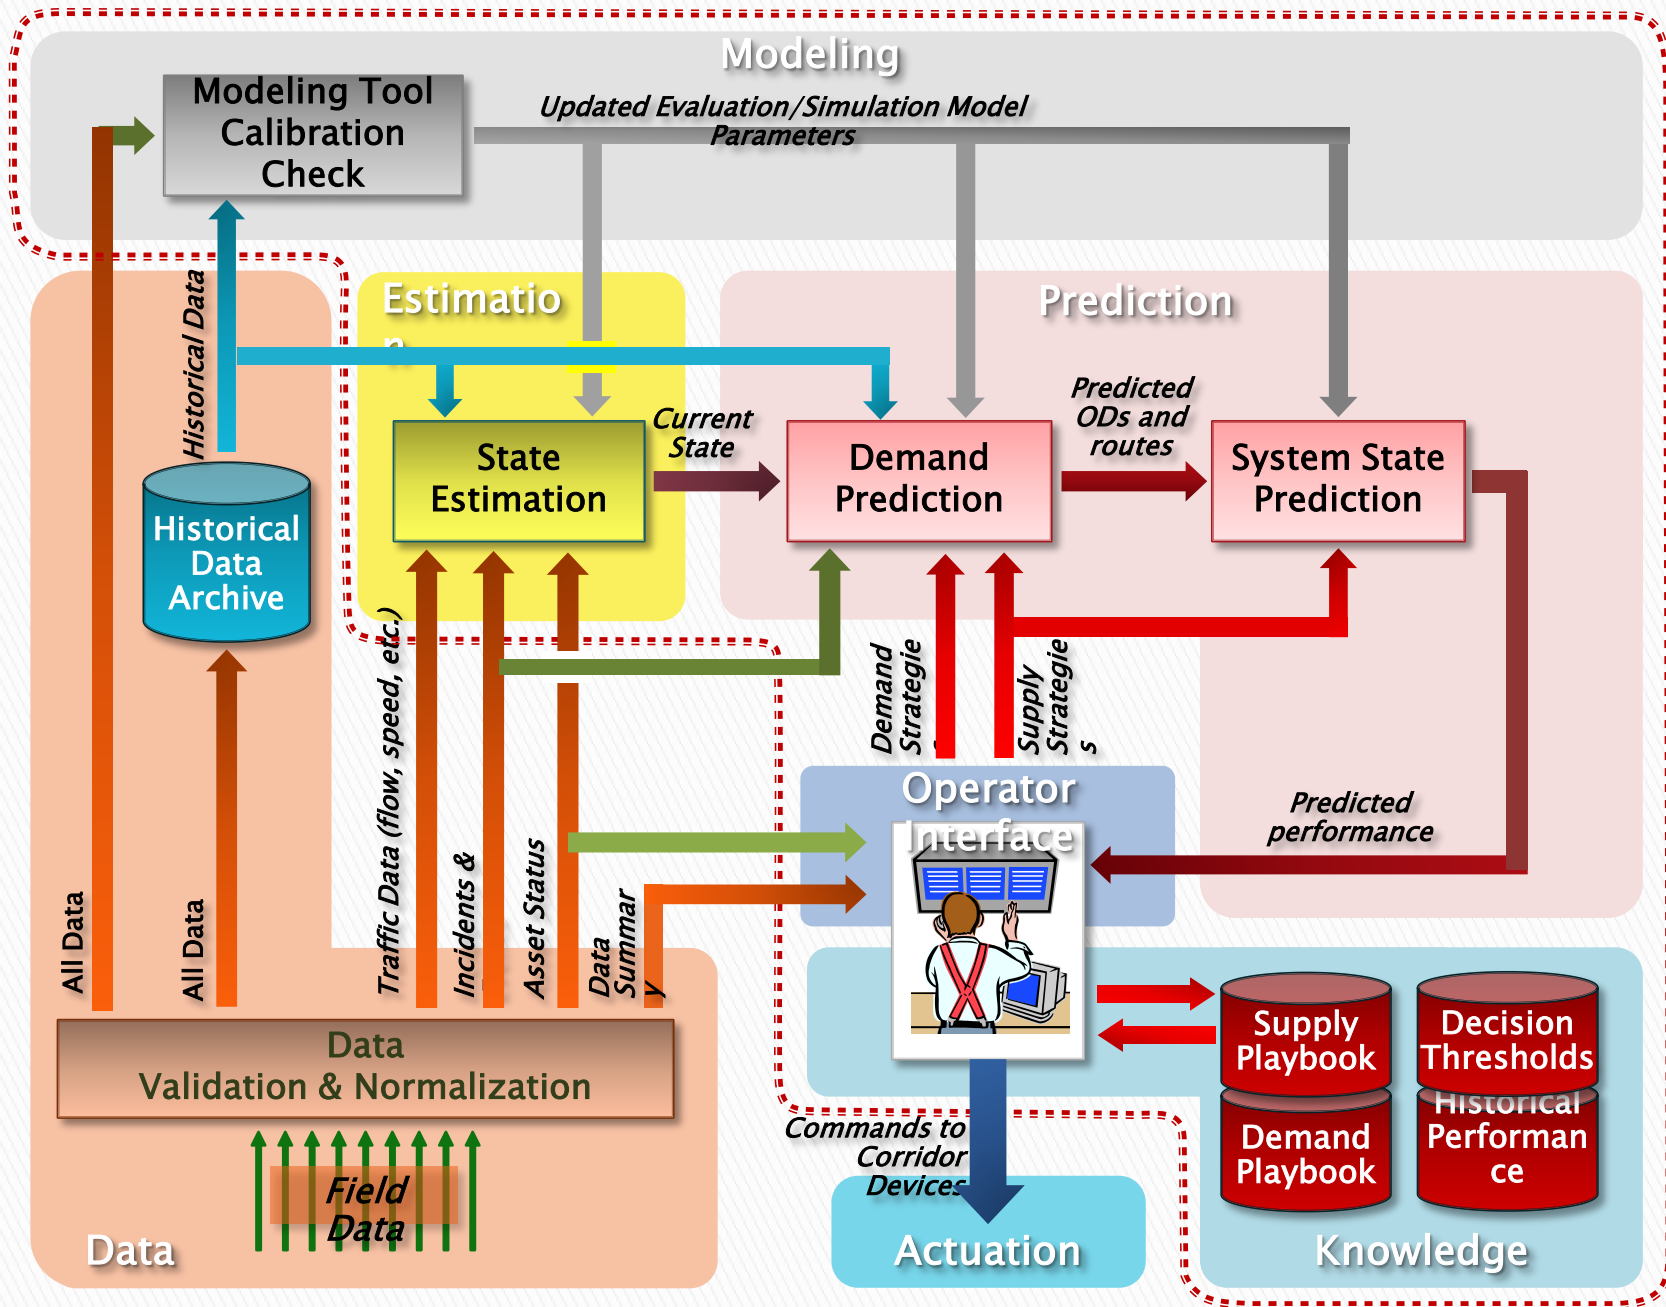 Modeling
Modeling Tool
Calibration
Check
Updated Evaluation/Simulation Model
Parameters
Estimatio
n
Prediction
Historical Data
Current
State
Predicted
ODs and
routes
State
Estimation
Demand
Prediction
System State
Prediction
Historical
Data
Archive
Traffic Data (flow, speed, etc.)
Incidents &
Asset Status
Data
Summar
y
All Data
All Data
Demand
Strategie
Supply
Strategie
s
Operator
Interface
Predicted
performance
Data
Validation & Normalization
Field
Data
Data
Supply
Playbook
Decision
Thresholds
Demand
Playbook
Historical
Performan
ce
Commands to
Corridor
Devices
Actuation
Knowledge